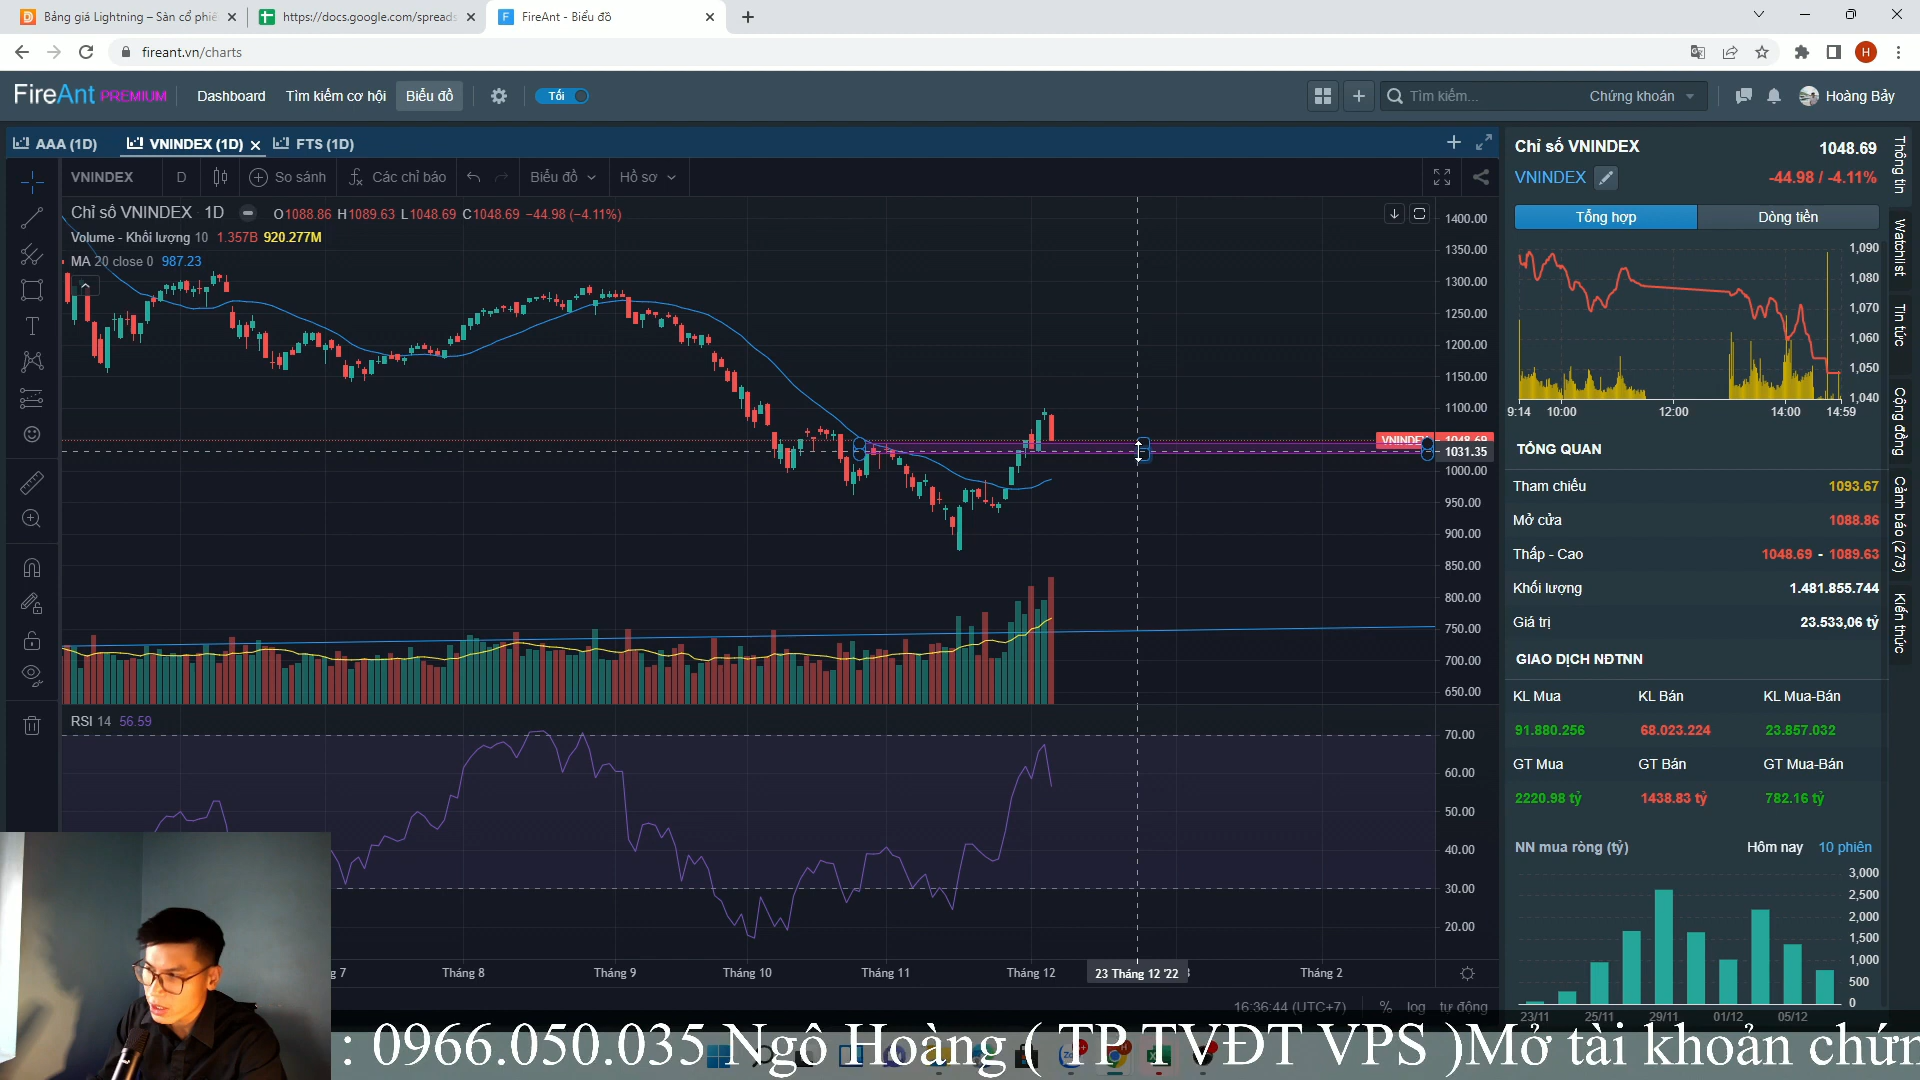 Bảng giá Lightning – Sàn cổ phiế
https://docs.google.com/spreads
FireAnt - Biểu đồ
fireant.vn/charts
H
FireAnt PREMIUM
Dashboard
Tìm kiếm cơ hội
Biểu đồ
Tối
Tìm kiếm...
Chứng khoán
Hoàng Bảy
AAA (1D)
VNINDEX (1D)
FTS (1D)
VNINDEX
D
So sánh
Các chỉ báo
Biểu đồ
Hồ sơ
Chỉ số VNINDEX 1D O1088.86 H1089.63 L1048.69 C1048.69 −44.98 (−4.11%)
Volume - Khối lượng 10 1.357B 920.277M
MA 20 close 0 987.23
1400.00
1350.00
1300.00
1250.00
1200.00
1150.00
1100.00
VNINDEX 1048.69
1031.35
1000.00
950.00
900.00
850.00
800.00
750.00
700.00
650.00
RSI 14 56.59
70.00
60.00
50.00
40.00
30.00
20.00
7
Tháng 8
Tháng 9
Tháng 10
Tháng 11
Tháng 12
23 Tháng 12 '22
Tháng 2
16:36:44 (UTC+7)
%
log
tự động
Chỉ số VNINDEX
1048.69
VNINDEX
-44.98 / -4.11%
Tổng hợp
Dòng tiền
1,090
1,080
1,070
1,060
1,050
1,040
9:14
10:00
12:00
14:00
14:59
TỔNG QUAN
Tham chiếu 1093.67
Mở cửa 1088.86
Thấp - Cao 1048.69 - 1089.63
Khối lượng 1.481.855.744
Giá trị 23.533,06 tỷ
GIAO DỊCH NĐTNN
KL Mua KL Bán KL Mua-Bán
91.880.256 68.023.224 23.857.032
GT Mua GT Bán GT Mua-Bán
2220.98 tỷ 1438.83 tỷ 782.16 tỷ
NN mua ròng (tỷ)
Hôm nay
10 phiên
3,000
2,500
2,000
1,500
1,000
500
0
23/11
25/11
29/11
01/12
05/12
Thông tin
Watchlist
Tin tức
Cộng đồng
Cảnh báo (273)
Kiến thức
: 0966.050.035 Ngô Hoàng ( TP TVĐT VPS )Mở tài khoản chứn